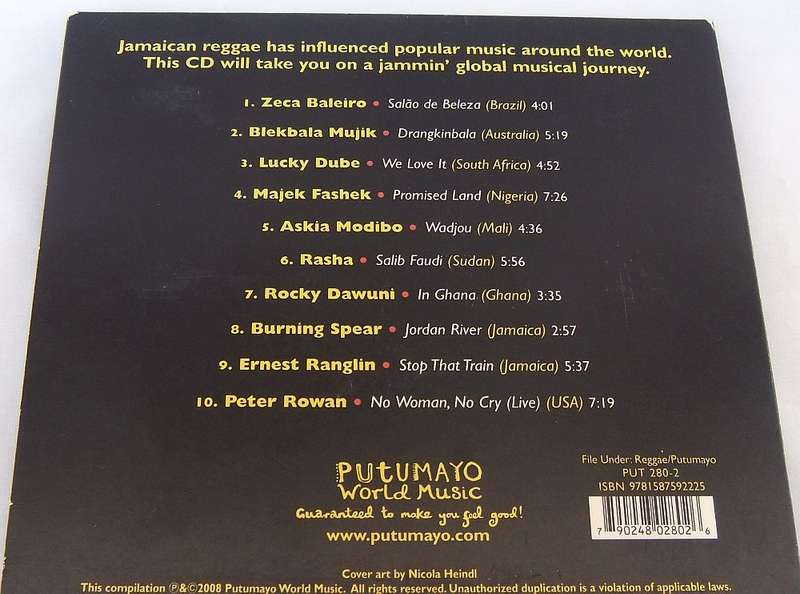 Jamaican reggae has influenced popular music around the world.
This CD will take you on a jammin' global musical journey.
1. Zeca Baleiro • Salão de Beleza (Brazil) 4:01
2. Blekbala Mujik • Drangkinbala (Australia) 5:19
3. Lucky Dube • We Love It (South Africa) 4:52
4. Majek Fashek • Promised Land (Nigeria) 7:26
5. Askia Modibo • Wadjou (Mali) 4:36
6. Rasha • Salib Faudi (Sudan) 5:56
7. Rocky Dawuni • In Ghana (Ghana) 3:35
8. Burning Spear • Jordan River (Jamaica) 2:57
9. Ernest Ranglin • Stop That Train (Jamaica) 5:37
10. Peter Rowan • No Woman, No Cry (Live) (USA) 7:19
PUTUMAYO
World Music
Guaranteed to make you feel good!
www.putumayo.com
File Under: Reggae/Putumayo
PUT 280-2
ISBN 9781587592225
7 90248 02802 6
Cover art by Nicola Heindl
This compilation ℗&©2008 Putumayo World Music. All rights reserved. Unauthorized duplication is a violation of applicable laws.